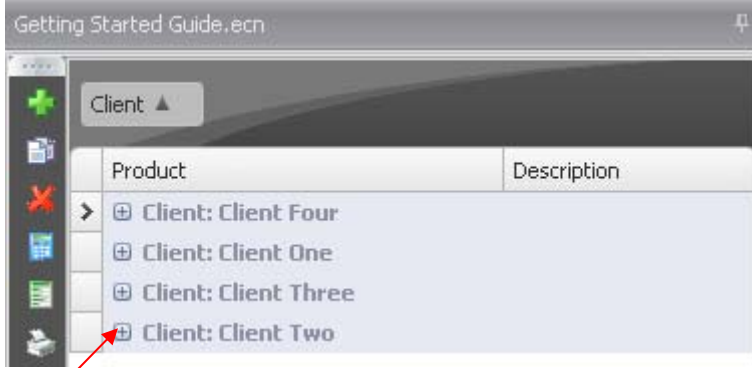 Getting Started Guide.ecn
Client
Product Description
Client: Client Four
Client: Client One
Client: Client Three
Client: Client Two